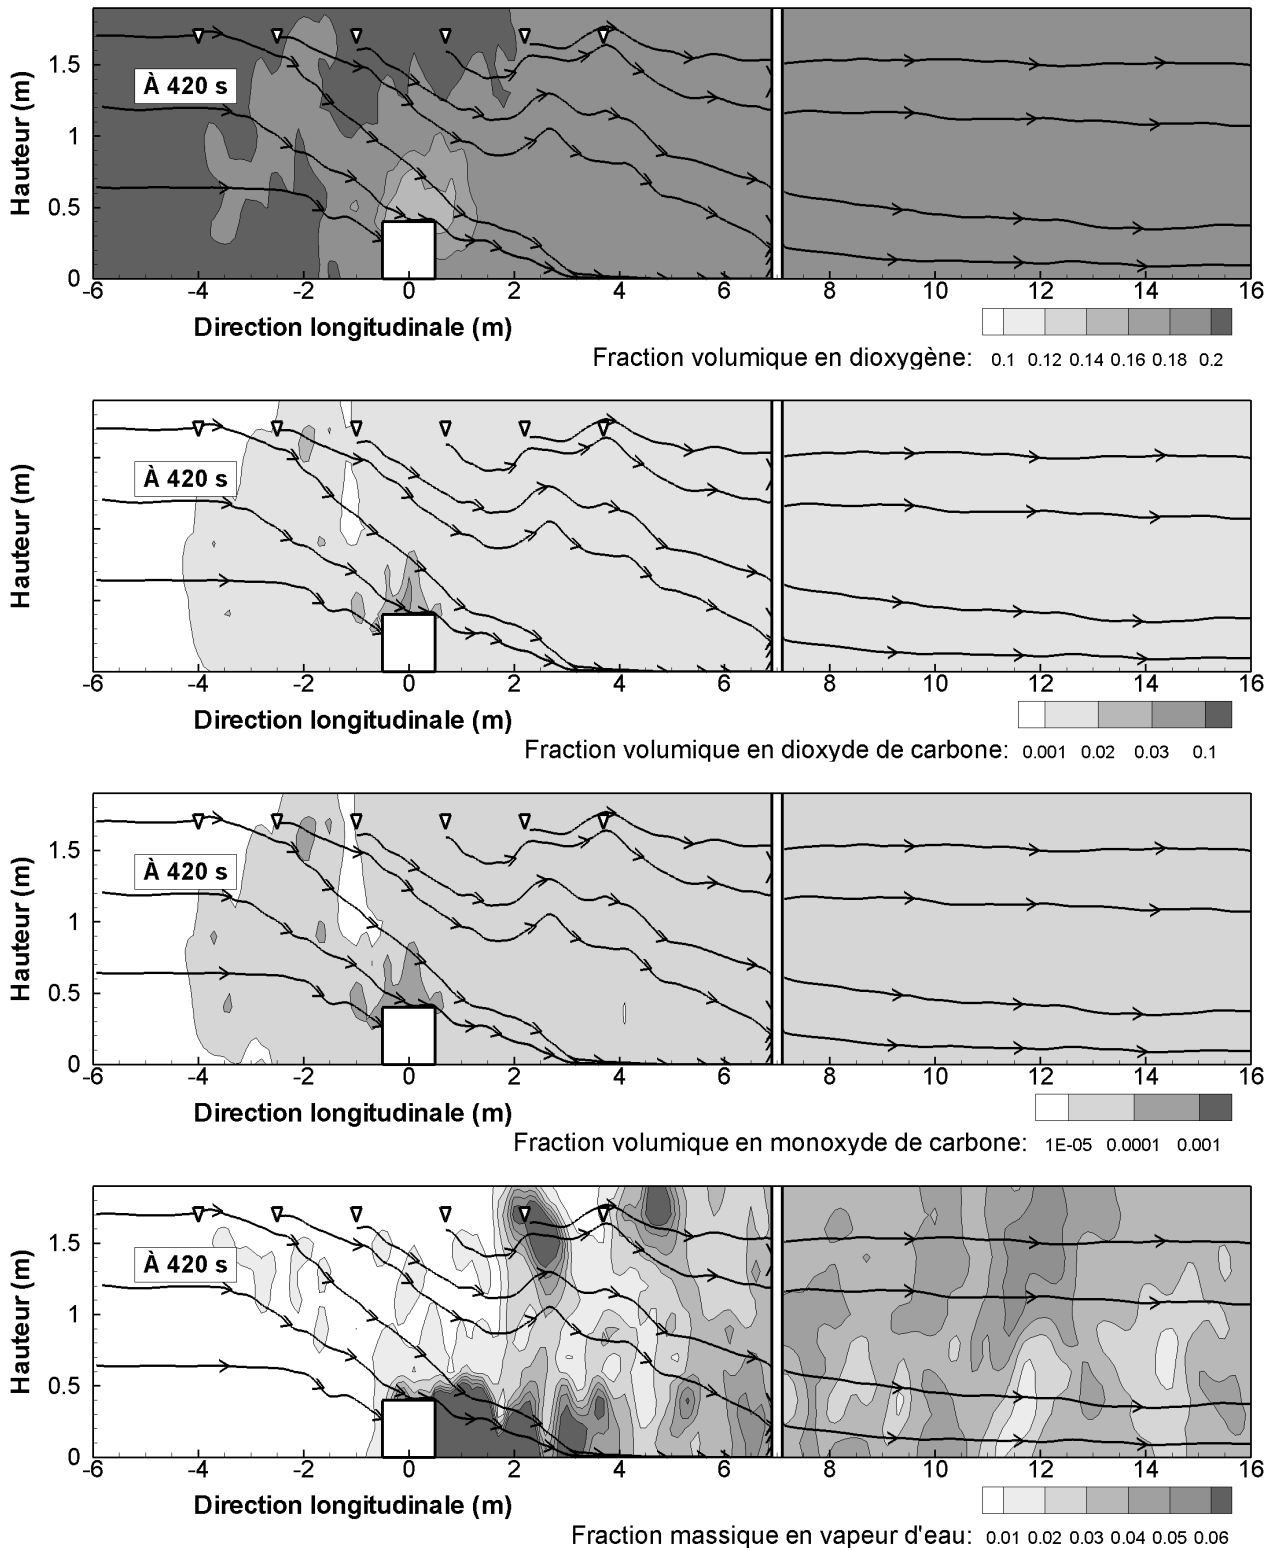 Hauteur (m)
1.5
1
0.5
0
À 420 s
-6 -4 -2 0 2 4 6 8 10 12 14 16
Direction longitudinale (m)
Fraction volumique en dioxygène: 0.1 0.12 0.14 0.16 0.18 0.2
Hauteur (m)
À 420 s
-6 -4 -2 0 2 4 6 8 10 12 14 16
Direction longitudinale (m)
Fraction volumique en dioxyde de carbone: 0.001 0.02 0.03 0.1
Hauteur (m)
1.5
1
0.5
0
À 420 s
-6 -4 -2 0 2 4 6 8 10 12 14 16
Direction longitudinale (m)
Fraction volumique en monoxyde de carbone: 1E-05 0.0001 0.001
Hauteur (m)
1.5
1
0.5
0
À 420 s
-6 -4 -2 0 2 4 6 8 10 12 14 16
Direction longitudinale (m)
Fraction massique en vapeur d'eau: 0.01 0.02 0.03 0.04 0.05 0.06